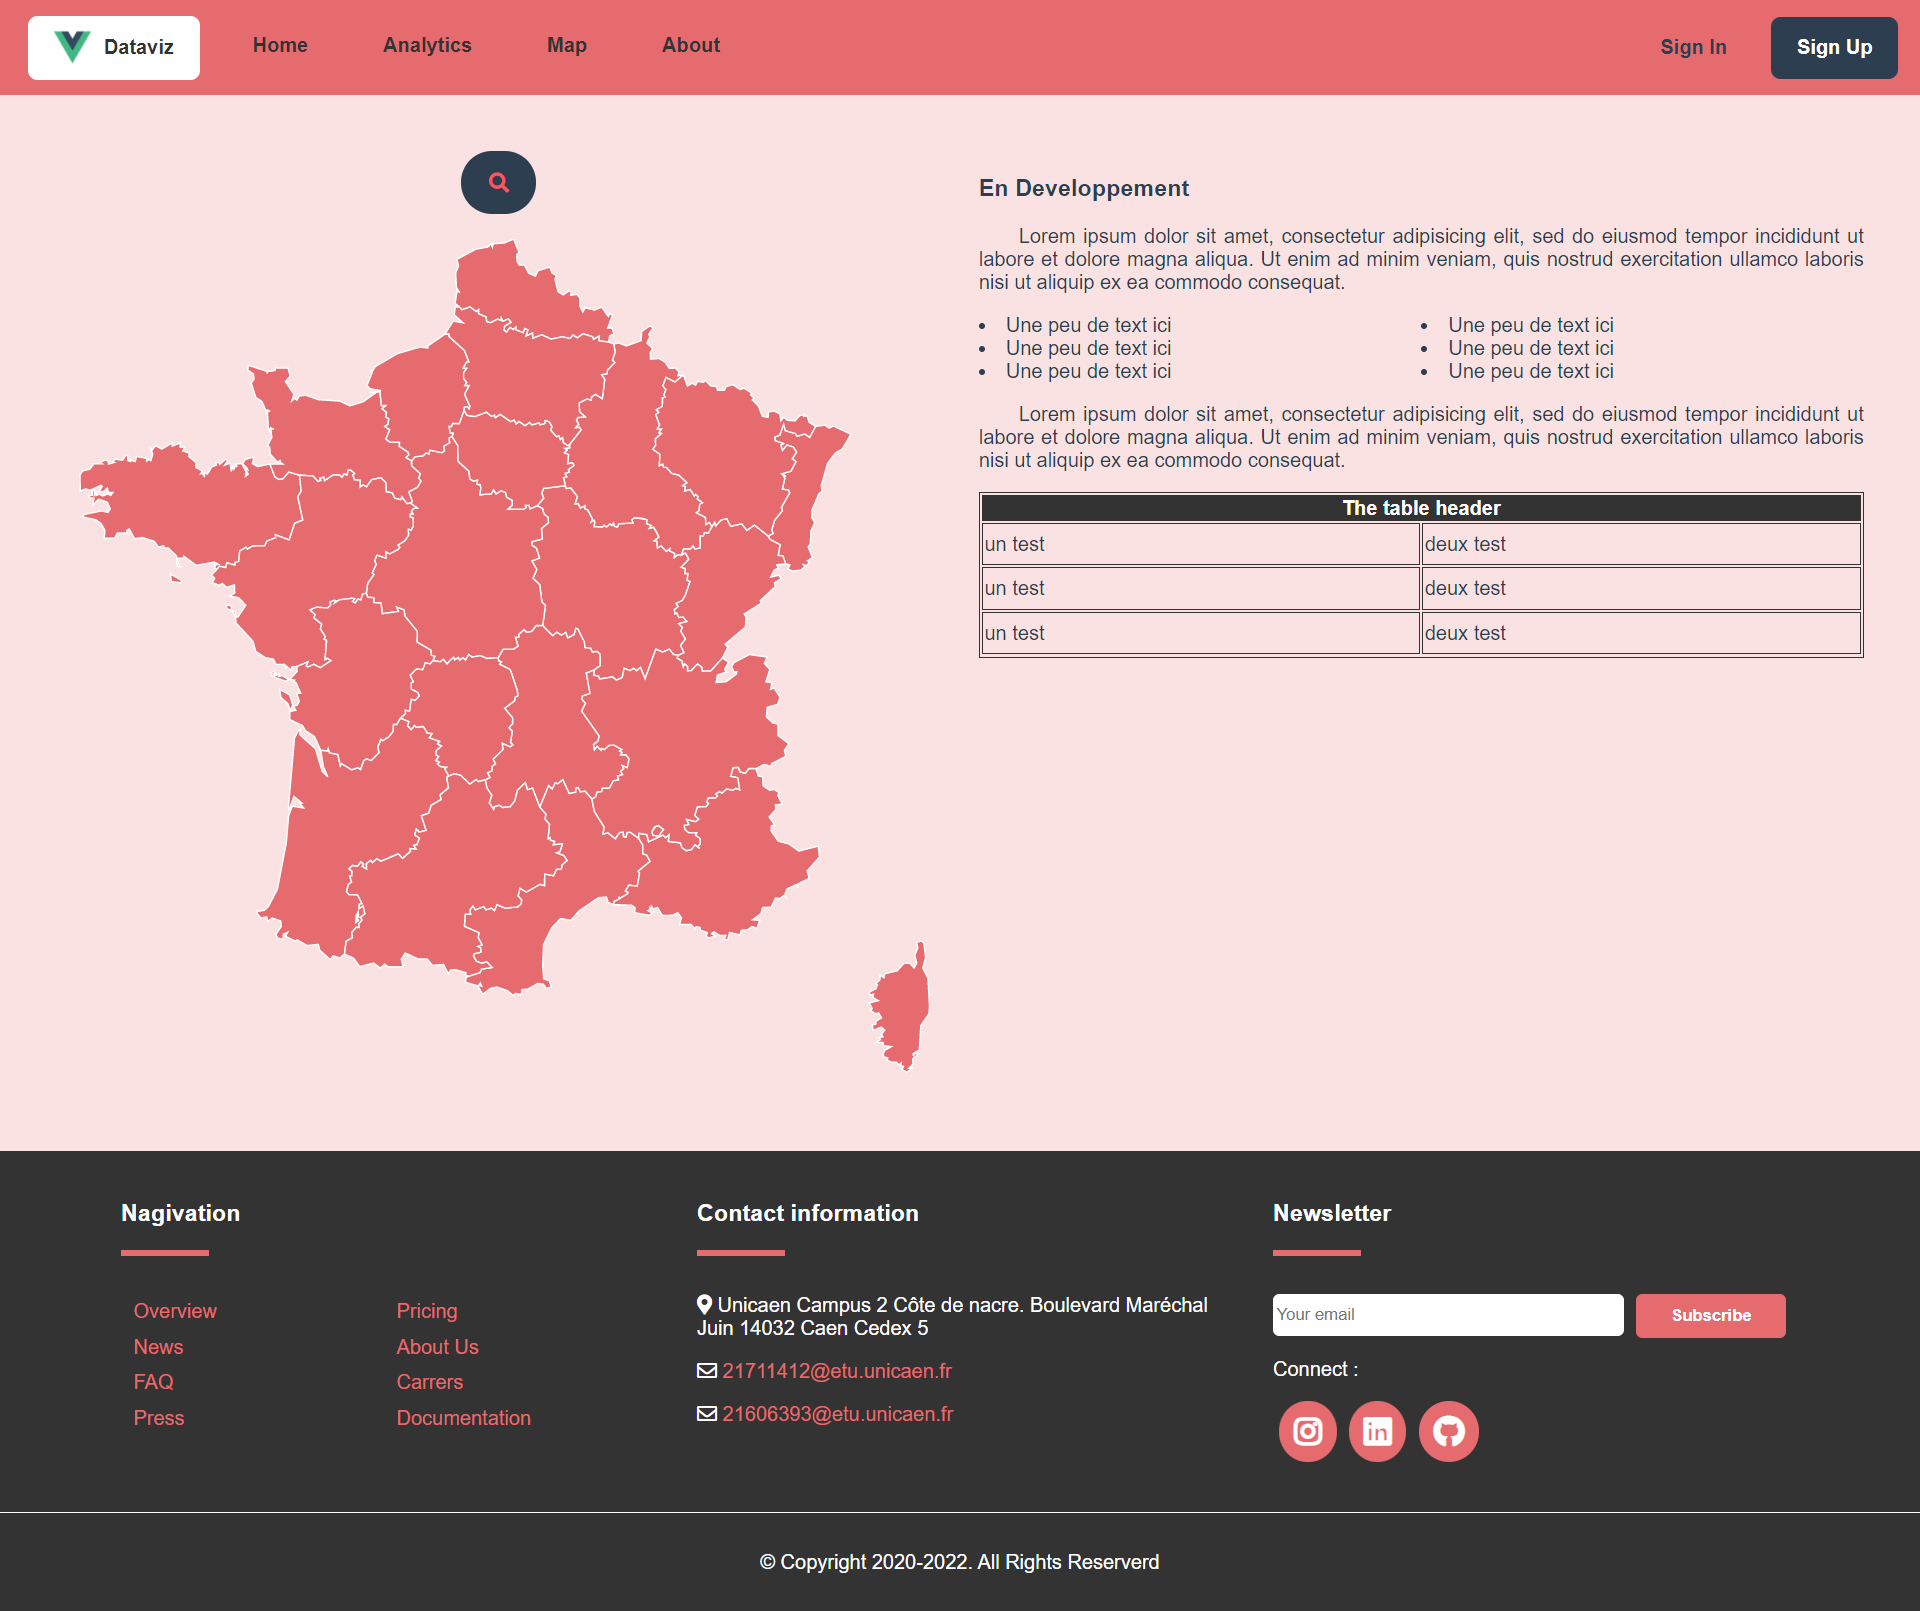 Dataviz
Home
Analytics
Map
About
Sign In
Sign Up
En Developpement
Lorem ipsum dolor sit amet, consectetur adipisicing elit, sed do eiusmod tempor incididunt ut
labore et dolore magna aliqua. Ut enim ad minim veniam, quis nostrud exercitation ullamco laboris
nisi ut aliquip ex ea commodo consequat.
• Une peu de text ici
• Une peu de text ici
• Une peu de text ici
• Une peu de text ici
• Une peu de text ici
• Une peu de text ici
Lorem ipsum dolor sit amet, consectetur adipisicing elit, sed do eiusmod tempor incididunt ut
labore et dolore magna aliqua. Ut enim ad minim veniam, quis nostrud exercitation ullamco laboris
nisi ut aliquip ex ea commodo consequat.
The table header
un test
deux test
un test
deux test
un test
deux test
Nagivation
Overview
News
FAQ
Press
Pricing
About Us
Carrers
Documentation
Contact information
Unicaen Campus 2 Côte de nacre. Boulevard Maréchal
Juin 14032 Caen Cedex 5
21711412@etu.unicaen.fr
21606393@etu.unicaen.fr
Newsletter
Your email
Subscribe
Connect :
in
© Copyright 2020-2022. All Rights Reserverd